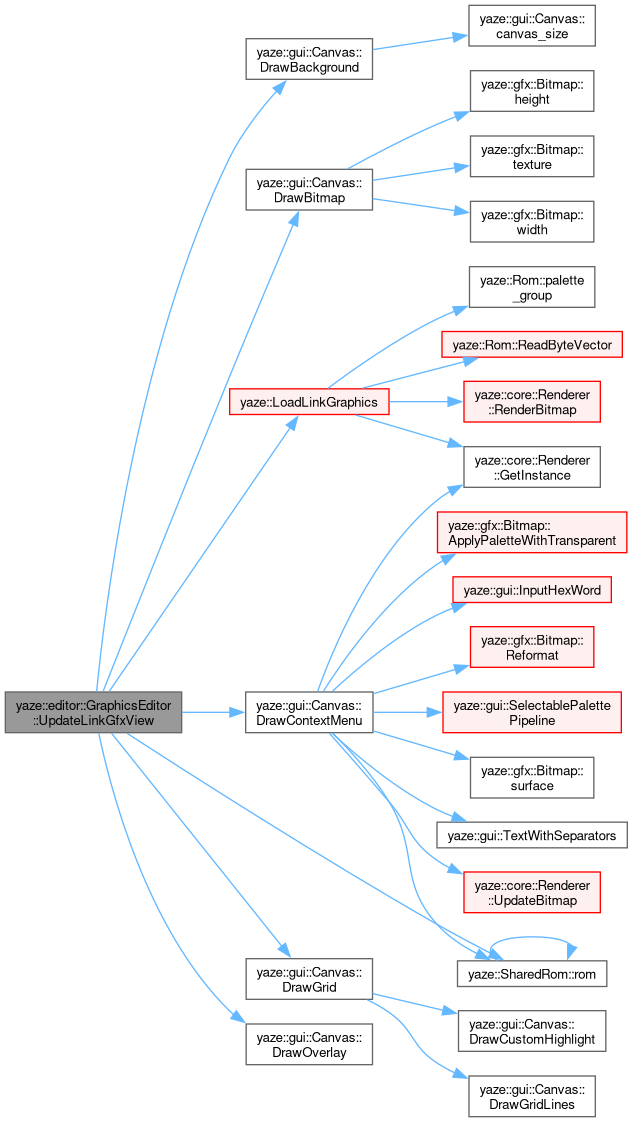 yaze::gui::Canvas::
canvas_size
yaze::gui::Canvas::
DrawBackground
yaze::gfx::Bitmap::
height
yaze::gfx::Bitmap::
texture
yaze::gui::Canvas::
DrawBitmap
yaze::gfx::Bitmap::
width
yaze::Rom::palette
_group
yaze::Rom::ReadByteVector
yaze::LoadLinkGraphics
yaze::core::Renderer
::RenderBitmap
yaze::core::Renderer
::GetInstance
yaze::gfx::Bitmap::
ApplyPaletteWithTransparent
yaze::gui::InputHexWord
yaze::gfx::Bitmap::
Reformat
yaze::editor::GraphicsEditor
::UpdateLinkGfxView
yaze::gui::Canvas::
DrawContextMenu
yaze::gui::SelectablePalette
Pipeline
yaze::gfx::Bitmap::
surface
yaze::gui::TextWithSeparators
yaze::core::Renderer
::UpdateBitmap
yaze::SharedRom::rom
yaze::gui::Canvas::
DrawGrid
yaze::gui::Canvas::
DrawCustomHighlight
yaze::gui::Canvas::
DrawOverlay
yaze::gui::Canvas::
DrawGridLines